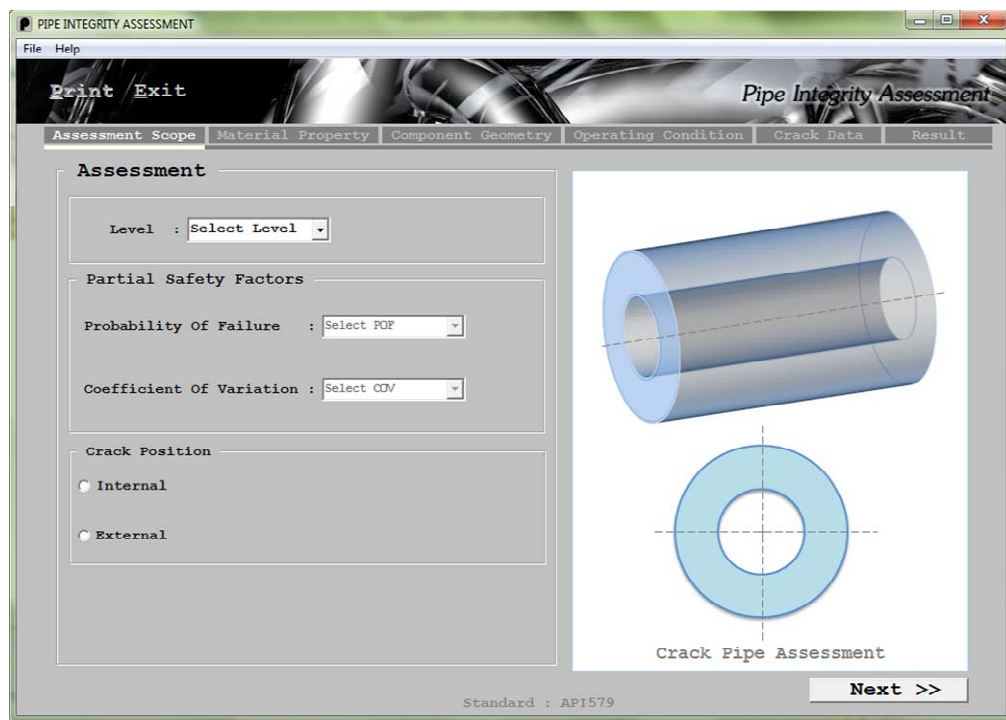 PIPE INTEGRITY ASSESSMENT
File Help
Print Exit
Pipe Integrity Assessment
Assessment Scope Material Property Component Geometry Operating Condition Crack Data Result
Assessment
Level : Select Level
Partial Safety Factors
Probability Of Failure : Select POF
Coefficient Of Variation : Select COV
Crack Position
Internal
External
Crack Pipe Assessment
Next >>
Standard : API579